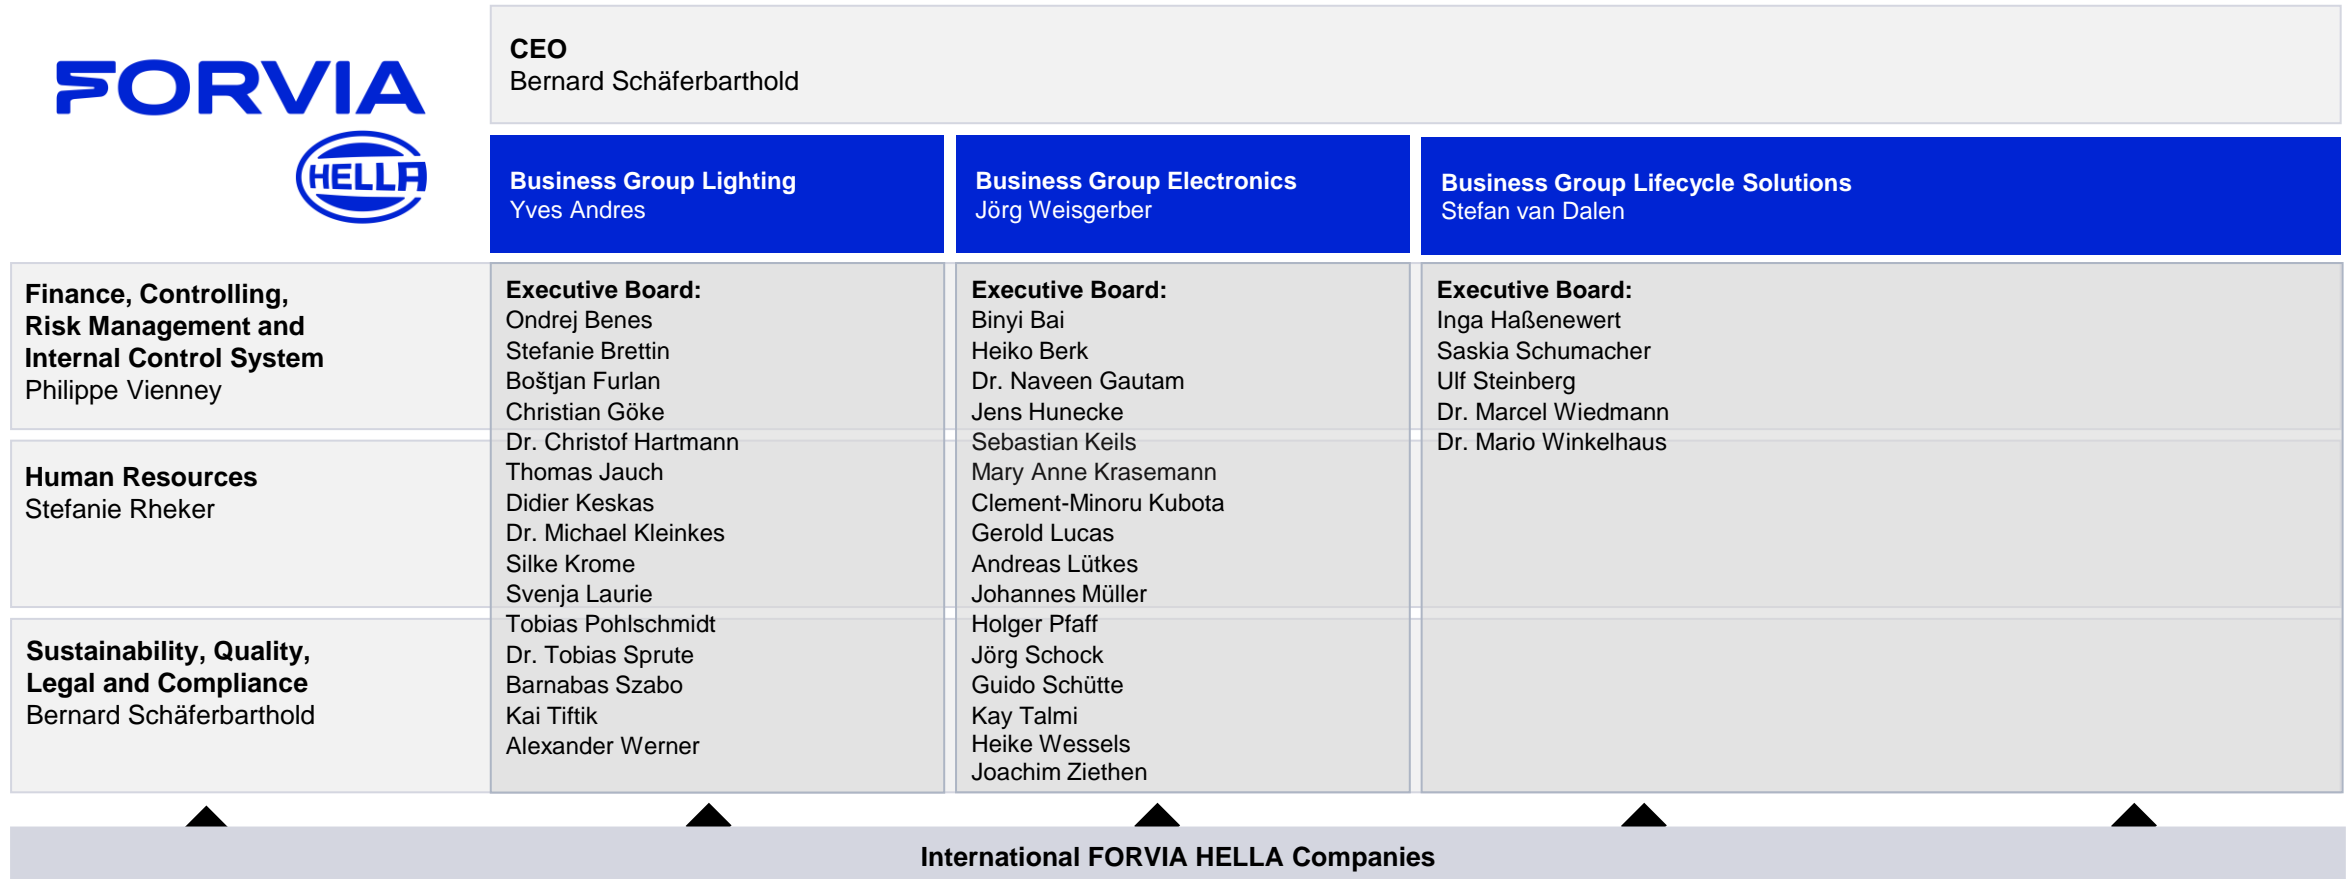 FORVIA
HELLA
CEO
Bernard Schäferbarthold
Business Group Lighting
Yves Andres
Business Group Electronics
Jörg Weisgerber
Business Group Lifecycle Solutions
Stefan van Dalen
Finance, Controlling,
Risk Management and
Internal Control System
Philippe Vienney
Human Resources
Stefanie Rheker
Sustainability, Quality,
Legal and Compliance
Bernard Schäferbarthold
Executive Board:
Ondrej Benes
Stefanie Brettin
Boštjan Furlan
Christian Göke
Dr. Christof Hartmann
Thomas Jauch
Didier Keskas
Dr. Michael Kleinkes
Silke Krome
Svenja Laurie
Tobias Pohlschmidt
Dr. Tobias Sprute
Barnabas Szabo
Kai Tiftik
Alexander Werner
Executive Board:
Binyi Bai
Heiko Berk
Dr. Naveen Gautam
Jens Hunecke
Sebastian Keils
Mary Anne Krasemann
Clement-Minoru Kubota
Gerold Lucas
Andreas Lütkes
Johannes Müller
Holger Pfaff
Jörg Schock
Guido Schütte
Kay Talmi
Heike Wessels
Joachim Ziethen
Executive Board:
Inga Haßenewert
Saskia Schumacher
Ulf Steinberg
Dr. Marcel Wiedmann
Dr. Mario Winkelhaus
International FORVIA HELLA Companies